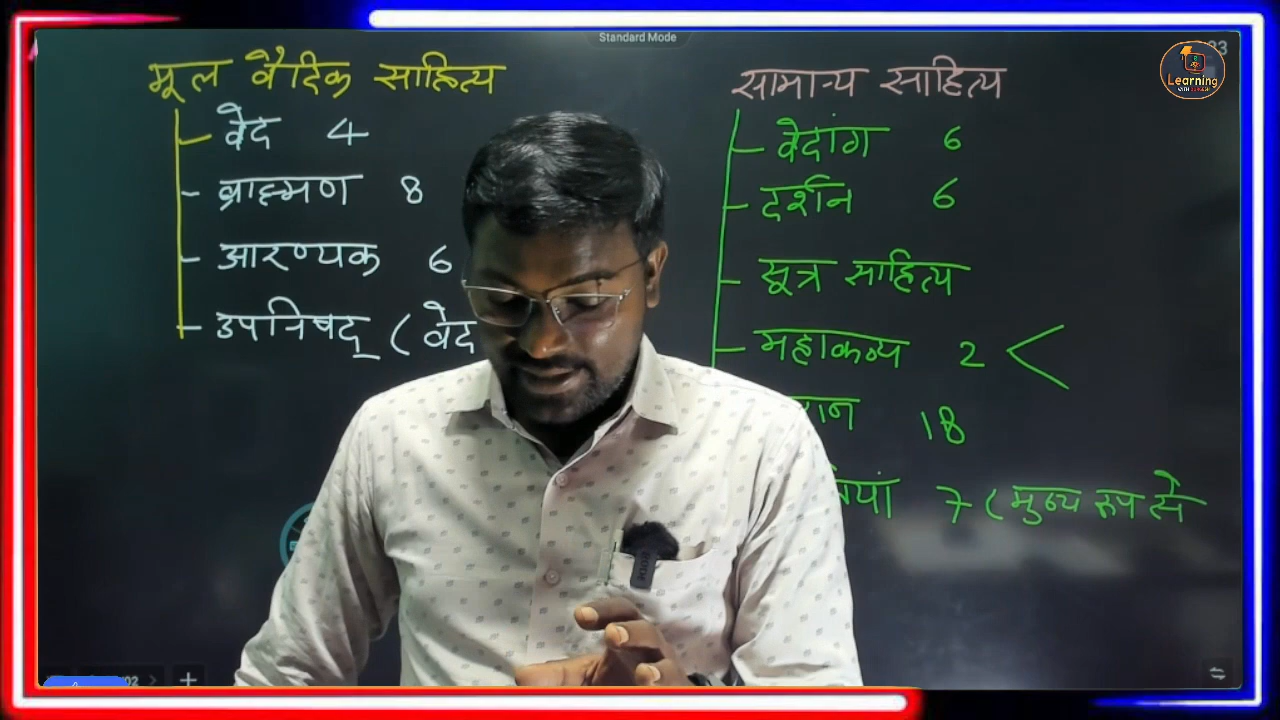 Standard Mode
Learning
मूल वैदिक साहित्य
वेद 4
ब्राह्मण 8
आरण्यक 6
उपनिषद् (वेद
सामान्य साहित्य
वेदांग 6
दर्शन 6
सूत्र साहित्य
महाकाव्य 2 <
18
7 (मुख्य रूप से